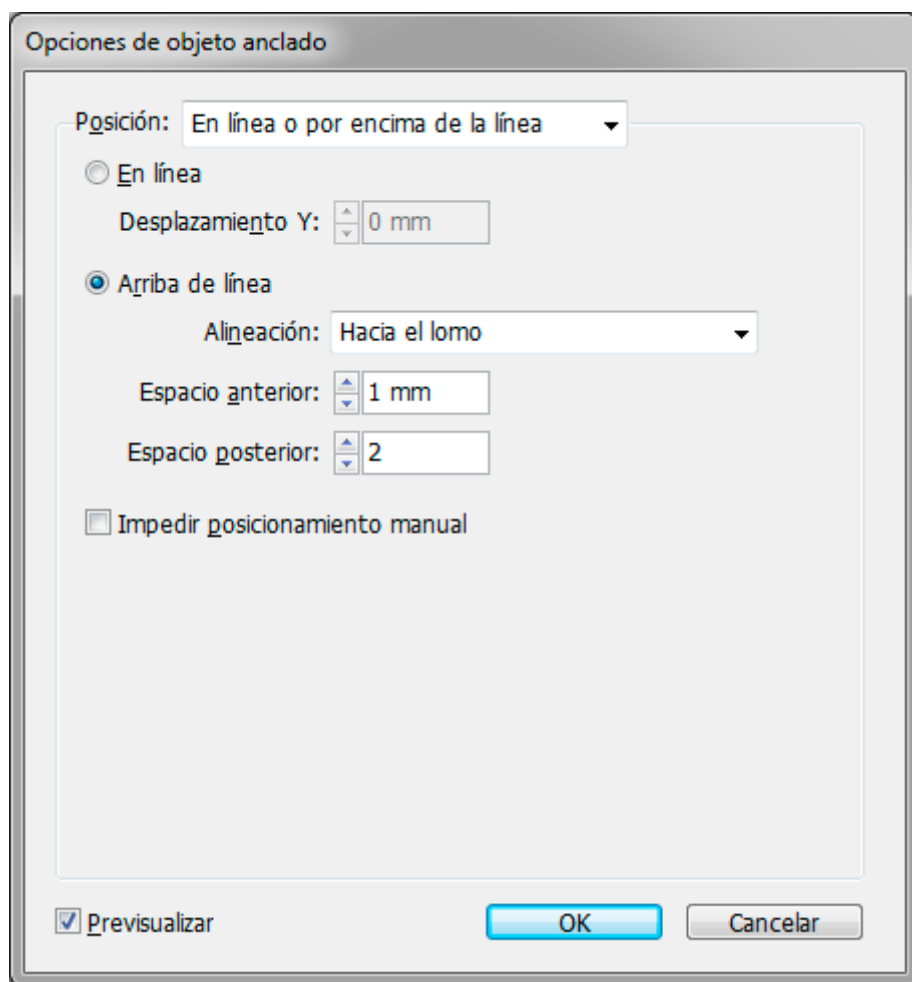 Opciones de objeto anclado
Posición: En línea o por encima de la línea
En línea
Desplazamiento Y: 0 mm
Arriba de línea
Alineación: Hacia el lomo
Espacio anterior: 1 mm
Espacio posterior: 2
Impedir posicionamiento manual
Previsualizar OK Cancelar